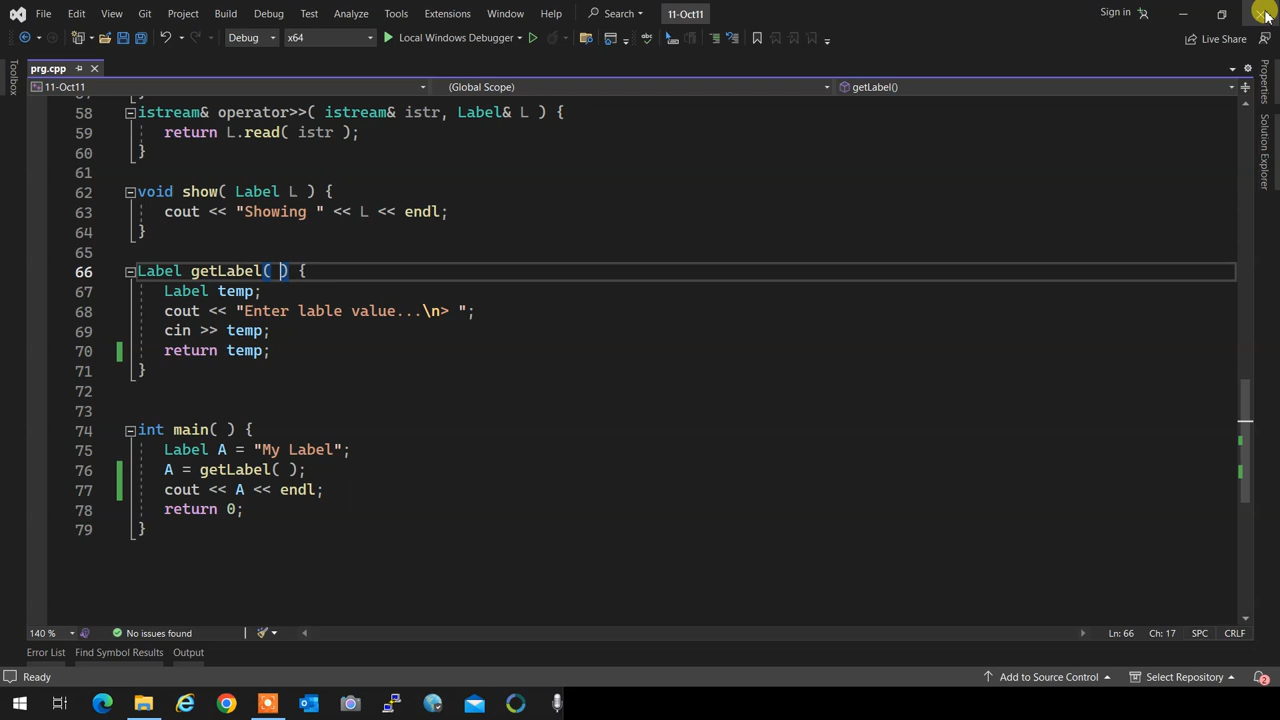 File Edit View Git Project Build Debug Test Analyze Tools Extensions Window Help Search 11-Oct11 Sign in
Debug x64 Local Windows Debugger Live Share
prg.cpp
11-Oct11 (Global Scope) getLabel()
58 istream& operator>>( istream& istr, Label& L ) {
59 return L.read( istr );
60 }
61
62 void show( Label L ) {
63 cout << "Showing " << L << endl;
64 }
65
66 Label getLabel( ) {
67 Label temp;
68 cout << "Enter lable value...\n> ";
69 cin >> temp;
70 return temp;
71 }
72
73
74 int main( ) {
75 Label A = "My Label";
76 A = getLabel( );
77 cout << A << endl;
78 return 0;
79 }
Toolbox
Properties
Solution Explorer
140 % No issues found Ln: 66 Ch: 17 SPC CRLF
Error List Find Symbol Results Output
Ready Add to Source Control Select Repository 2